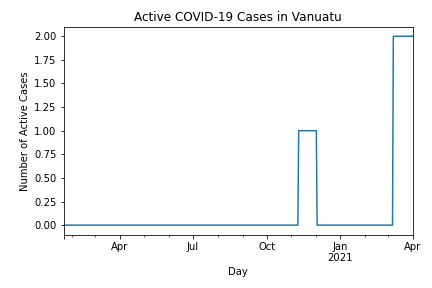 Active COVID-19 Cases in Vanuatu
2.00
1.75
1.50
1.25
1.00
0.75
0.50
0.25
0.00
Number of Active Cases
Apr Jul Oct Jan Apr
2021
Day